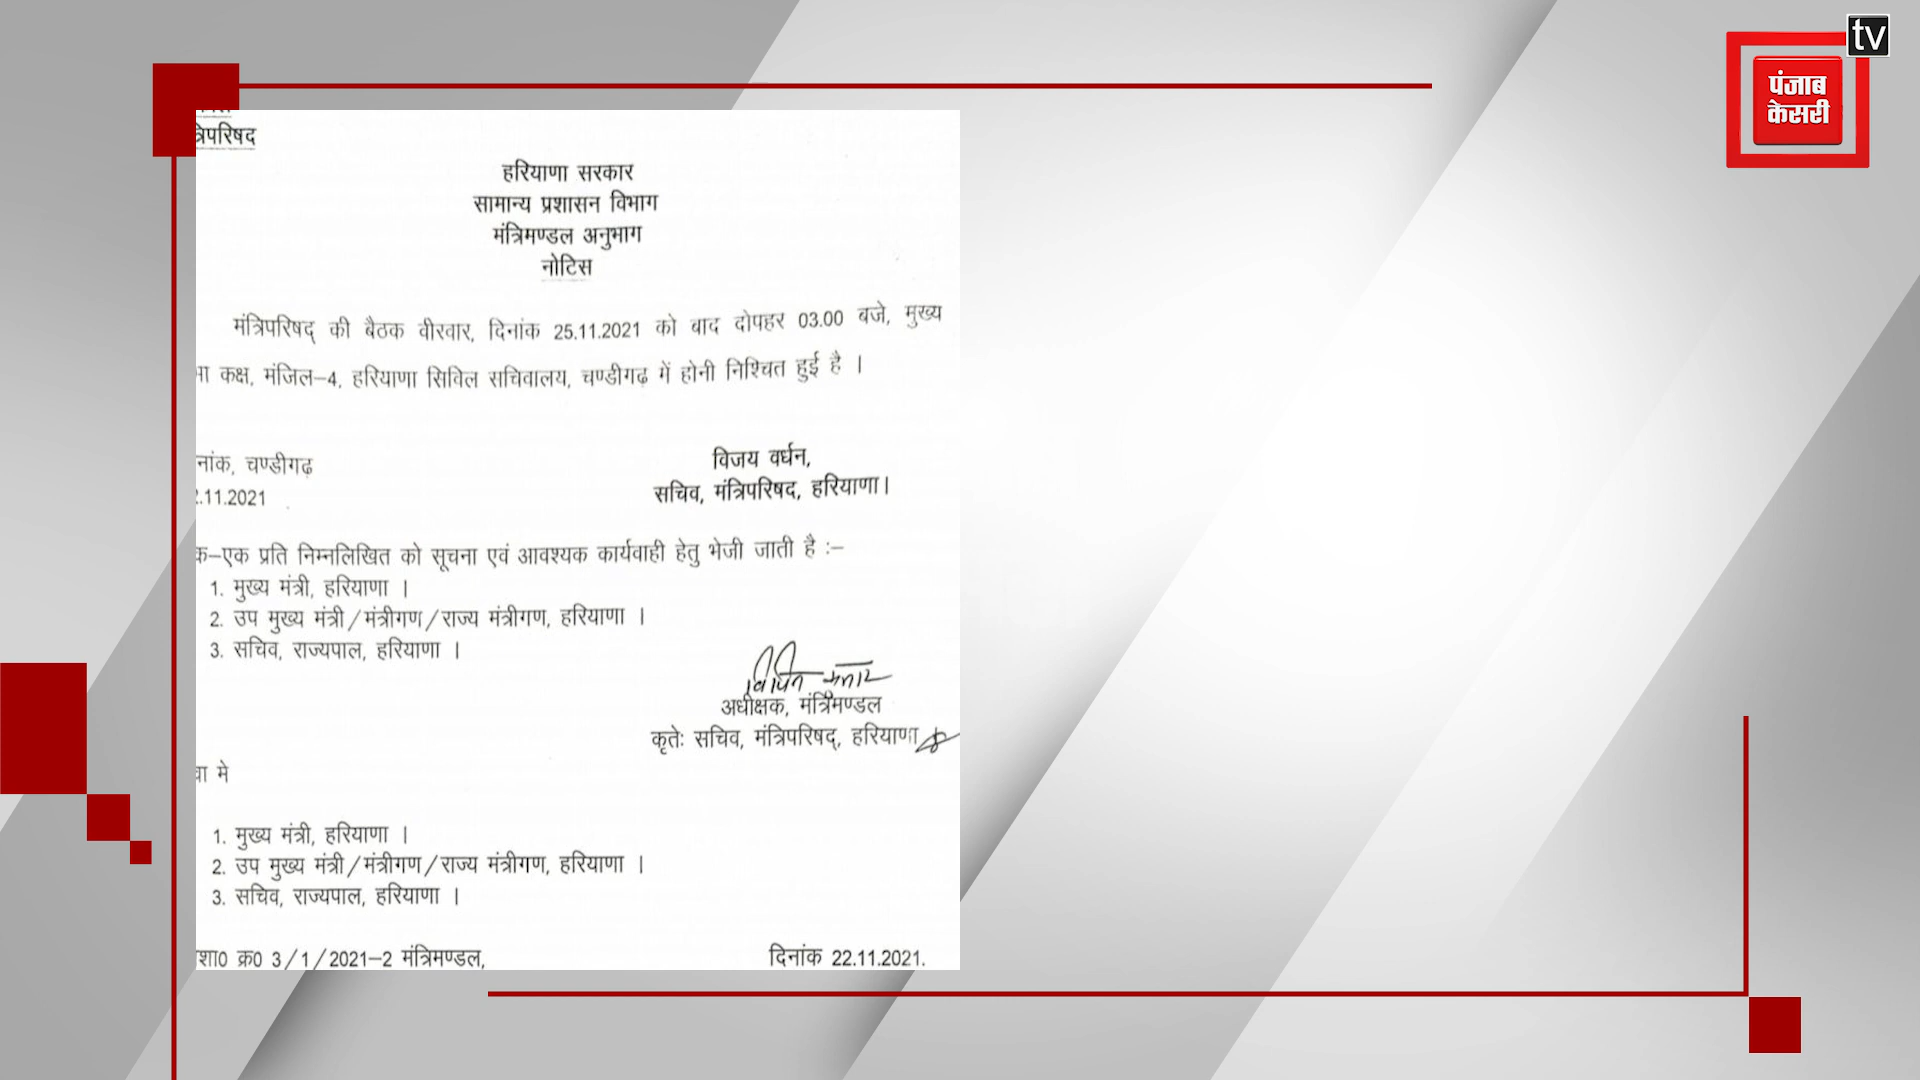 tv
पंजाब
केसरी
हरियाणा सरकार
सामान्य प्रशासन विभाग
मंत्रिमण्डल अनुभाग
नोटिस
मंत्रिपरिषद् की बैठक वीरवार, दिनांक 25.11.2021 को बाद दोपहर 03.00 बजे, मुख्य
कक्ष, मंजिल–4, हरियाणा सिविल सचिवालय, चण्डीगढ़ में होनी निश्चित हुई है ।
चण्डीगढ़
विजय वर्धन,
सचिव, मंत्रिपरिषद, हरियाणा।
.11.2021
क–एक प्रति निम्नलिखित को सूचना एवं आवश्यक कार्यवाही हेतु भेजी जाती है :–
1. मुख्य मंत्री, हरियाणा ।
2. उप मुख्य मंत्री/मंत्रीगण/राज्य मंत्रीगण, हरियाणा ।
3. सचिव, राज्यपाल, हरियाणा ।
अधीक्षक, मंत्रिमण्डल
कृतेः सचिव, मंत्रिपरिषद्, हरियाणा
मे
1. मुख्य मंत्री, हरियाणा ।
2. उप मुख्य मंत्री/मंत्रीगण/राज्य मंत्रीगण, हरियाणा ।
3. सचिव, राज्यपाल, हरियाणा ।
शा0 क्र0 3/1/2021–2 मंत्रिमण्डल,
दिनांक 22.11.2021.